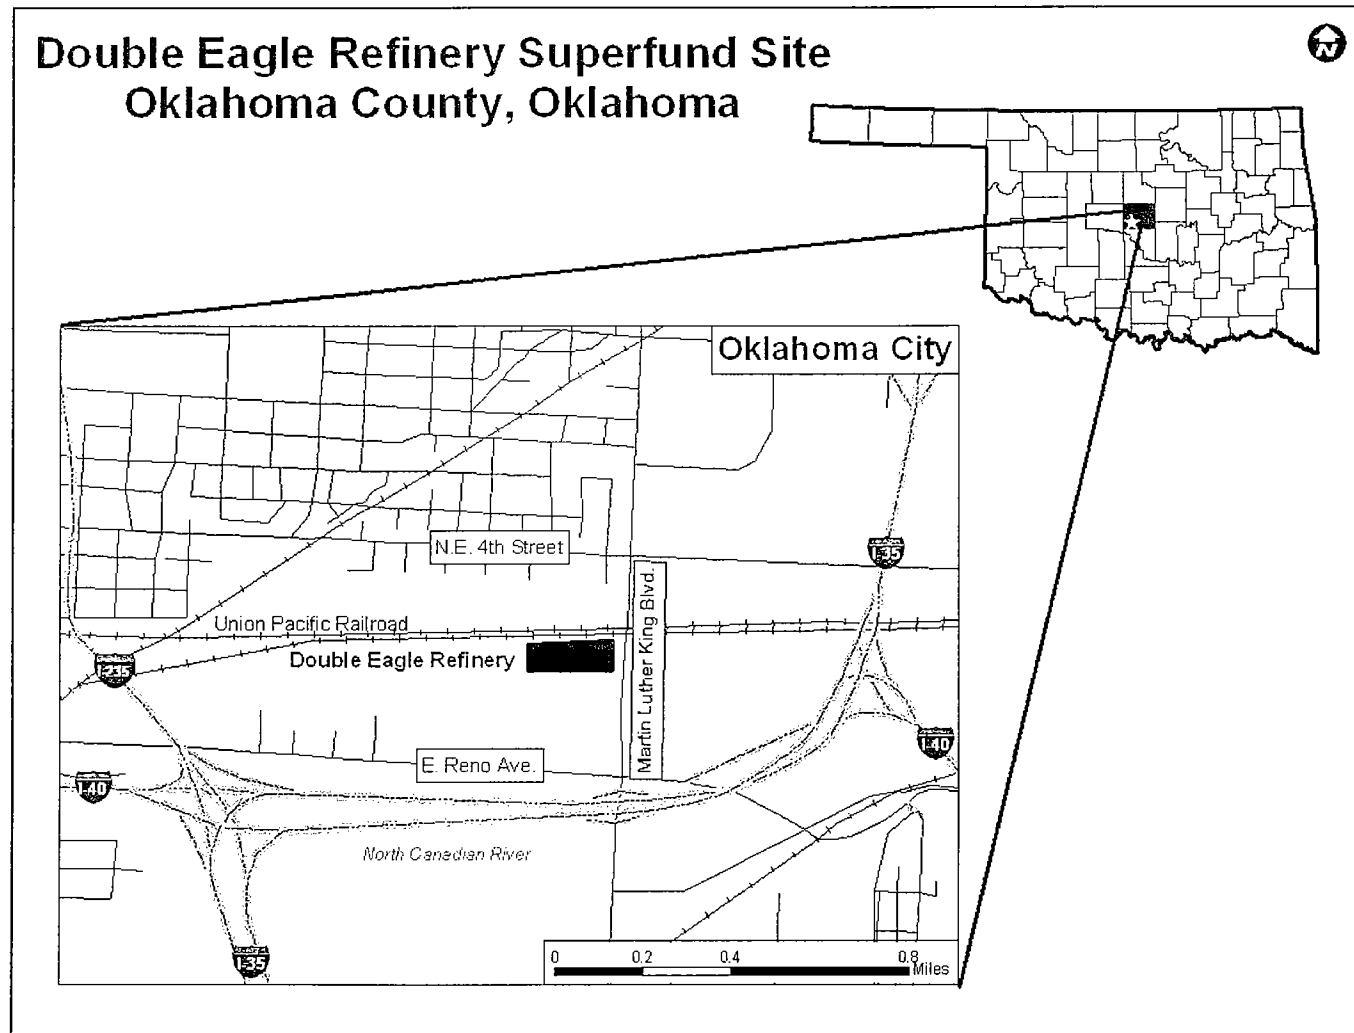 Double Eagle Refinery Superfund Site
Oklahoma County, Oklahoma
N
Oklahoma City
N.E. 4th Street
I-35
Martin Luther King Blvd.
Union Pacific Railroad
Double Eagle Refinery
I-235
I-40
E. Reno Ave.
I-40
North Canadian River
I-35
0 0.2 0.4 0.8
Miles